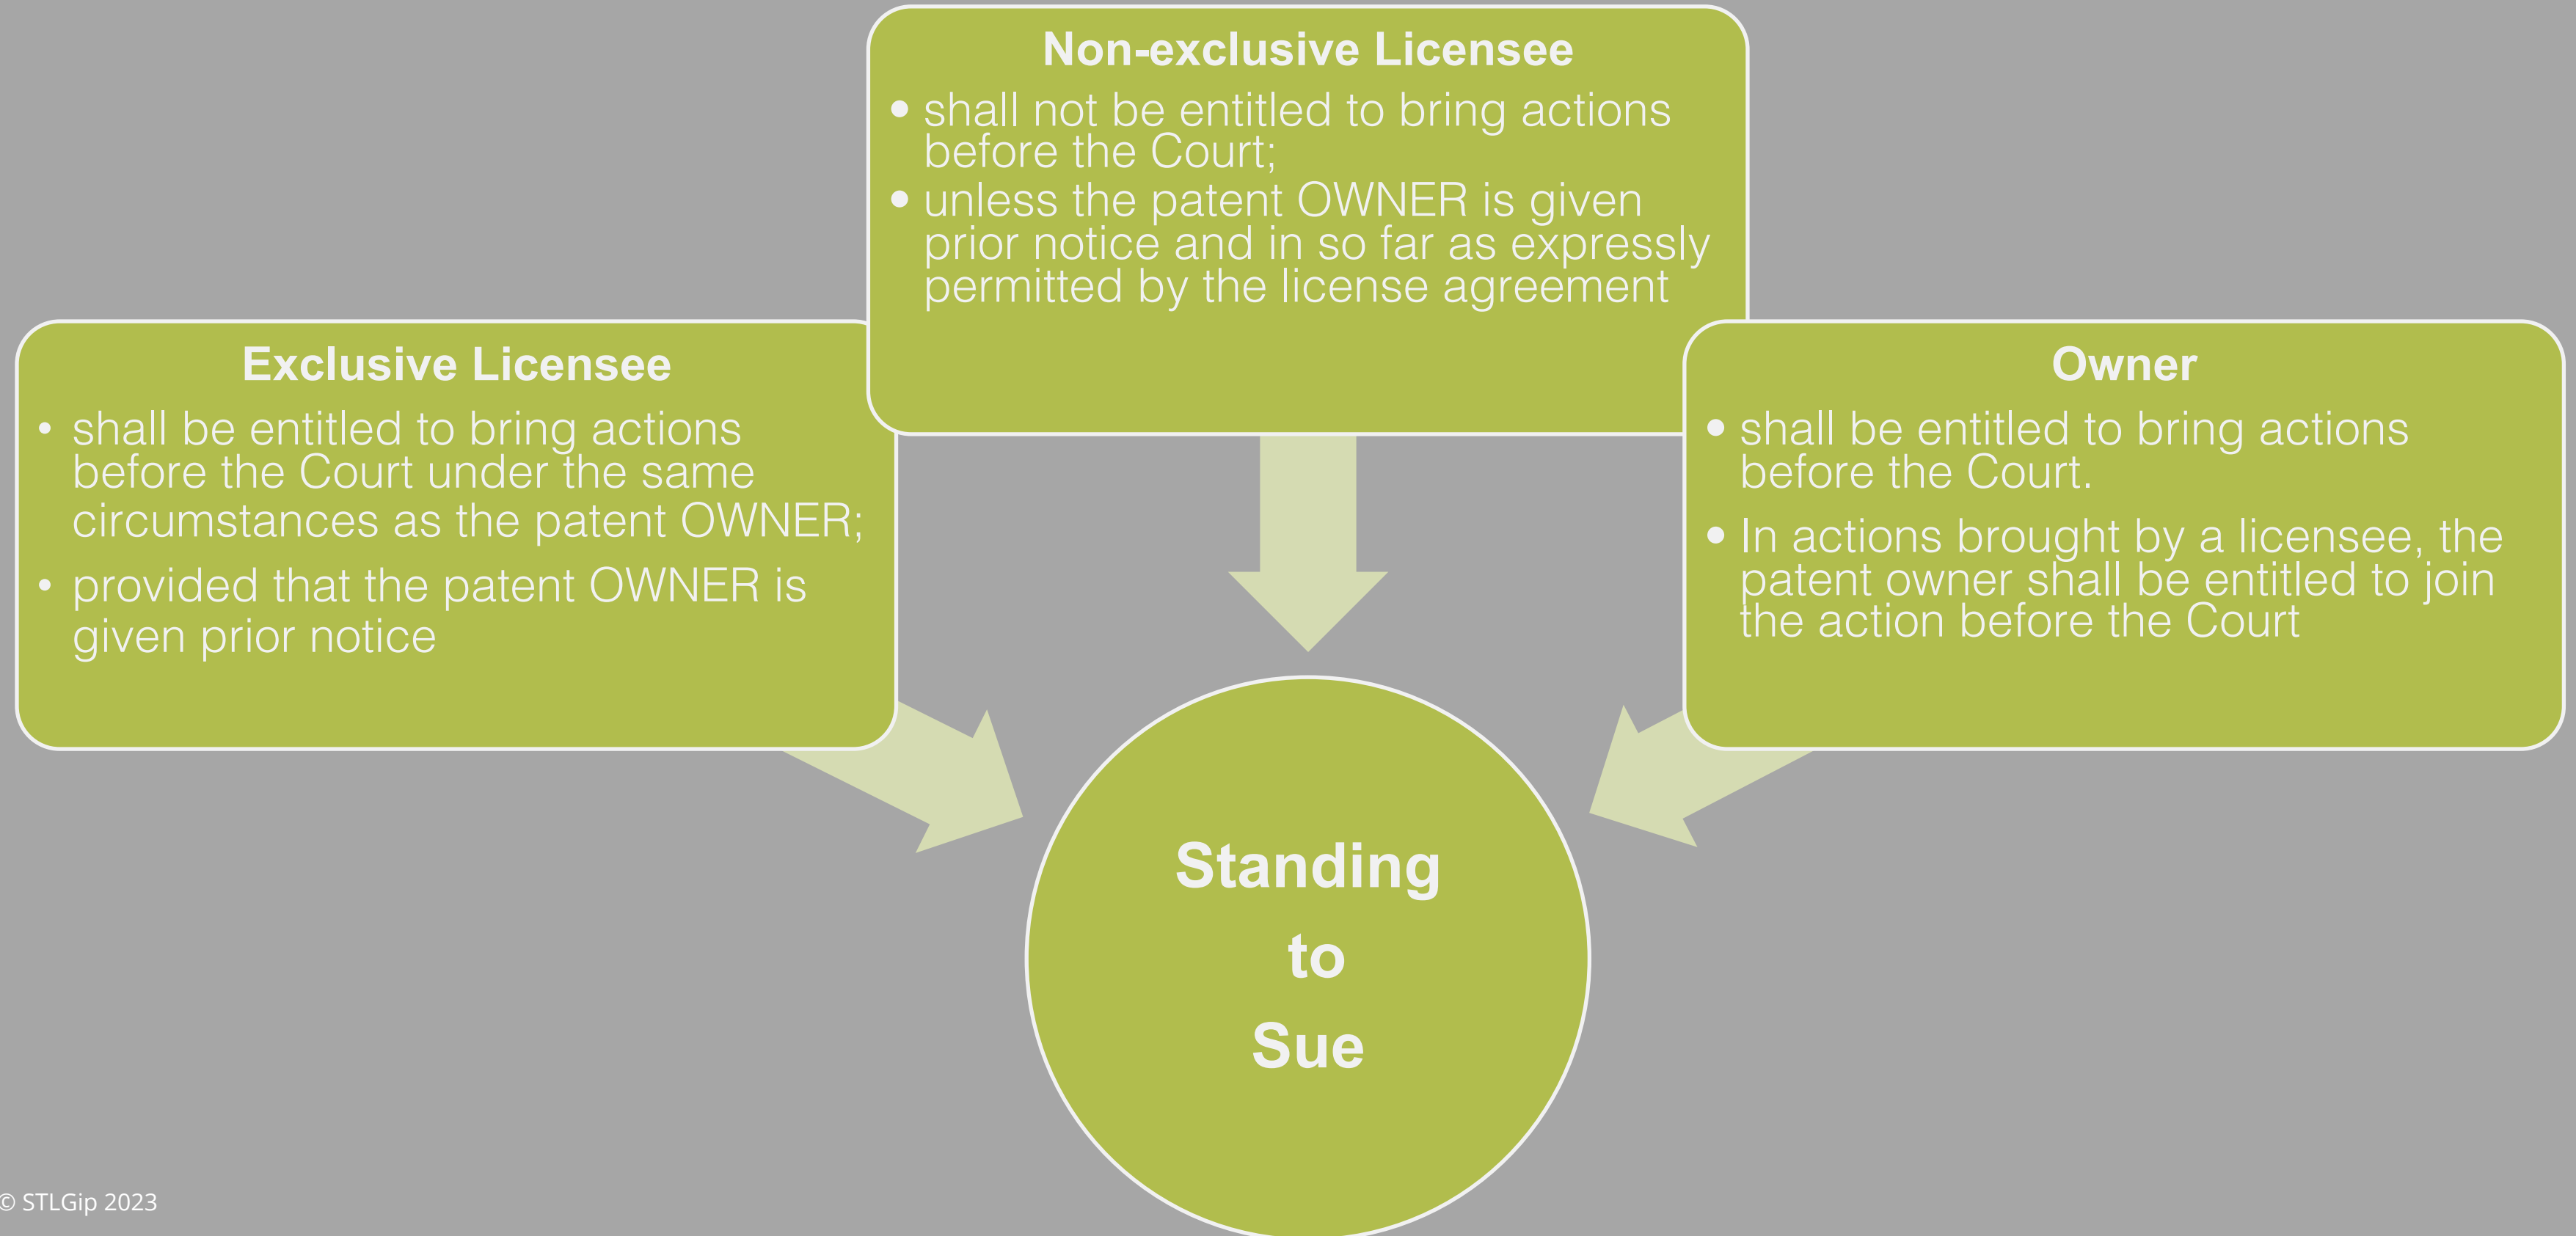 Non-exclusive Licensee
• shall not be entitled to bring actions
before the Court;
• unless the patent OWNER is given
prior notice and in so far as expressly
permitted by the license agreement
Exclusive Licensee
• shall be entitled to bring actions
before the Court under the same
circumstances as the patent OWNER;
• provided that the patent OWNER is
given prior notice
Owner
• shall be entitled to bring actions
before the Court.
• In actions brought by a licensee, the
patent owner shall be entitled to join
the action before the Court
Standing
to
Sue
© STLGip 2023